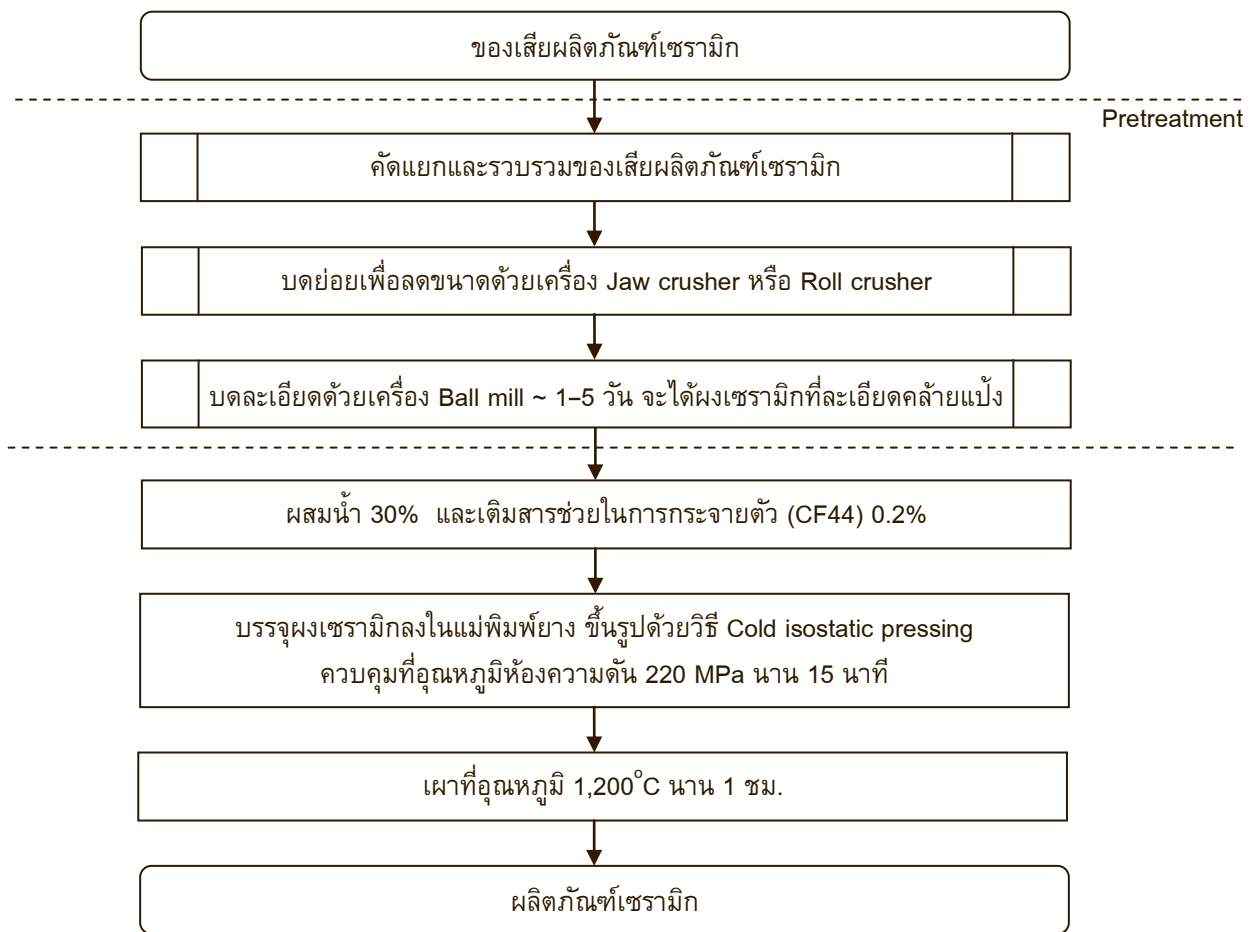 ของเสียผลิตภัณฑ์เซรามิก
Pretreatment
คัดแยกและรวบรวมของเสียผลิตภัณฑ์เซรามิก
บดย่อยเพื่อลดขนาดด้วยเครื่อง Jaw crusher หรือ Roll crusher
บดละเอียดด้วยเครื่อง Ball mill ~ 1–5 วัน จะได้ผงเซรามิกที่ละเอียดคล้ายแป้ง
ผสมน้ำ 30% และเติมสารช่วยในการกระจายตัว (CF44) 0.2%
บรรจุผงเซรามิกลงในแม่พิมพ์ยาง ขึ้นรูปด้วยวิธี Cold isostatic pressing
ควบคุมที่อุณหภูมิห้องความดัน 220 MPa นาน 15 นาที
เผาที่อุณหภูมิ 1,200°C นาน 1 ชม.
ผลิตภัณฑ์เซรามิก